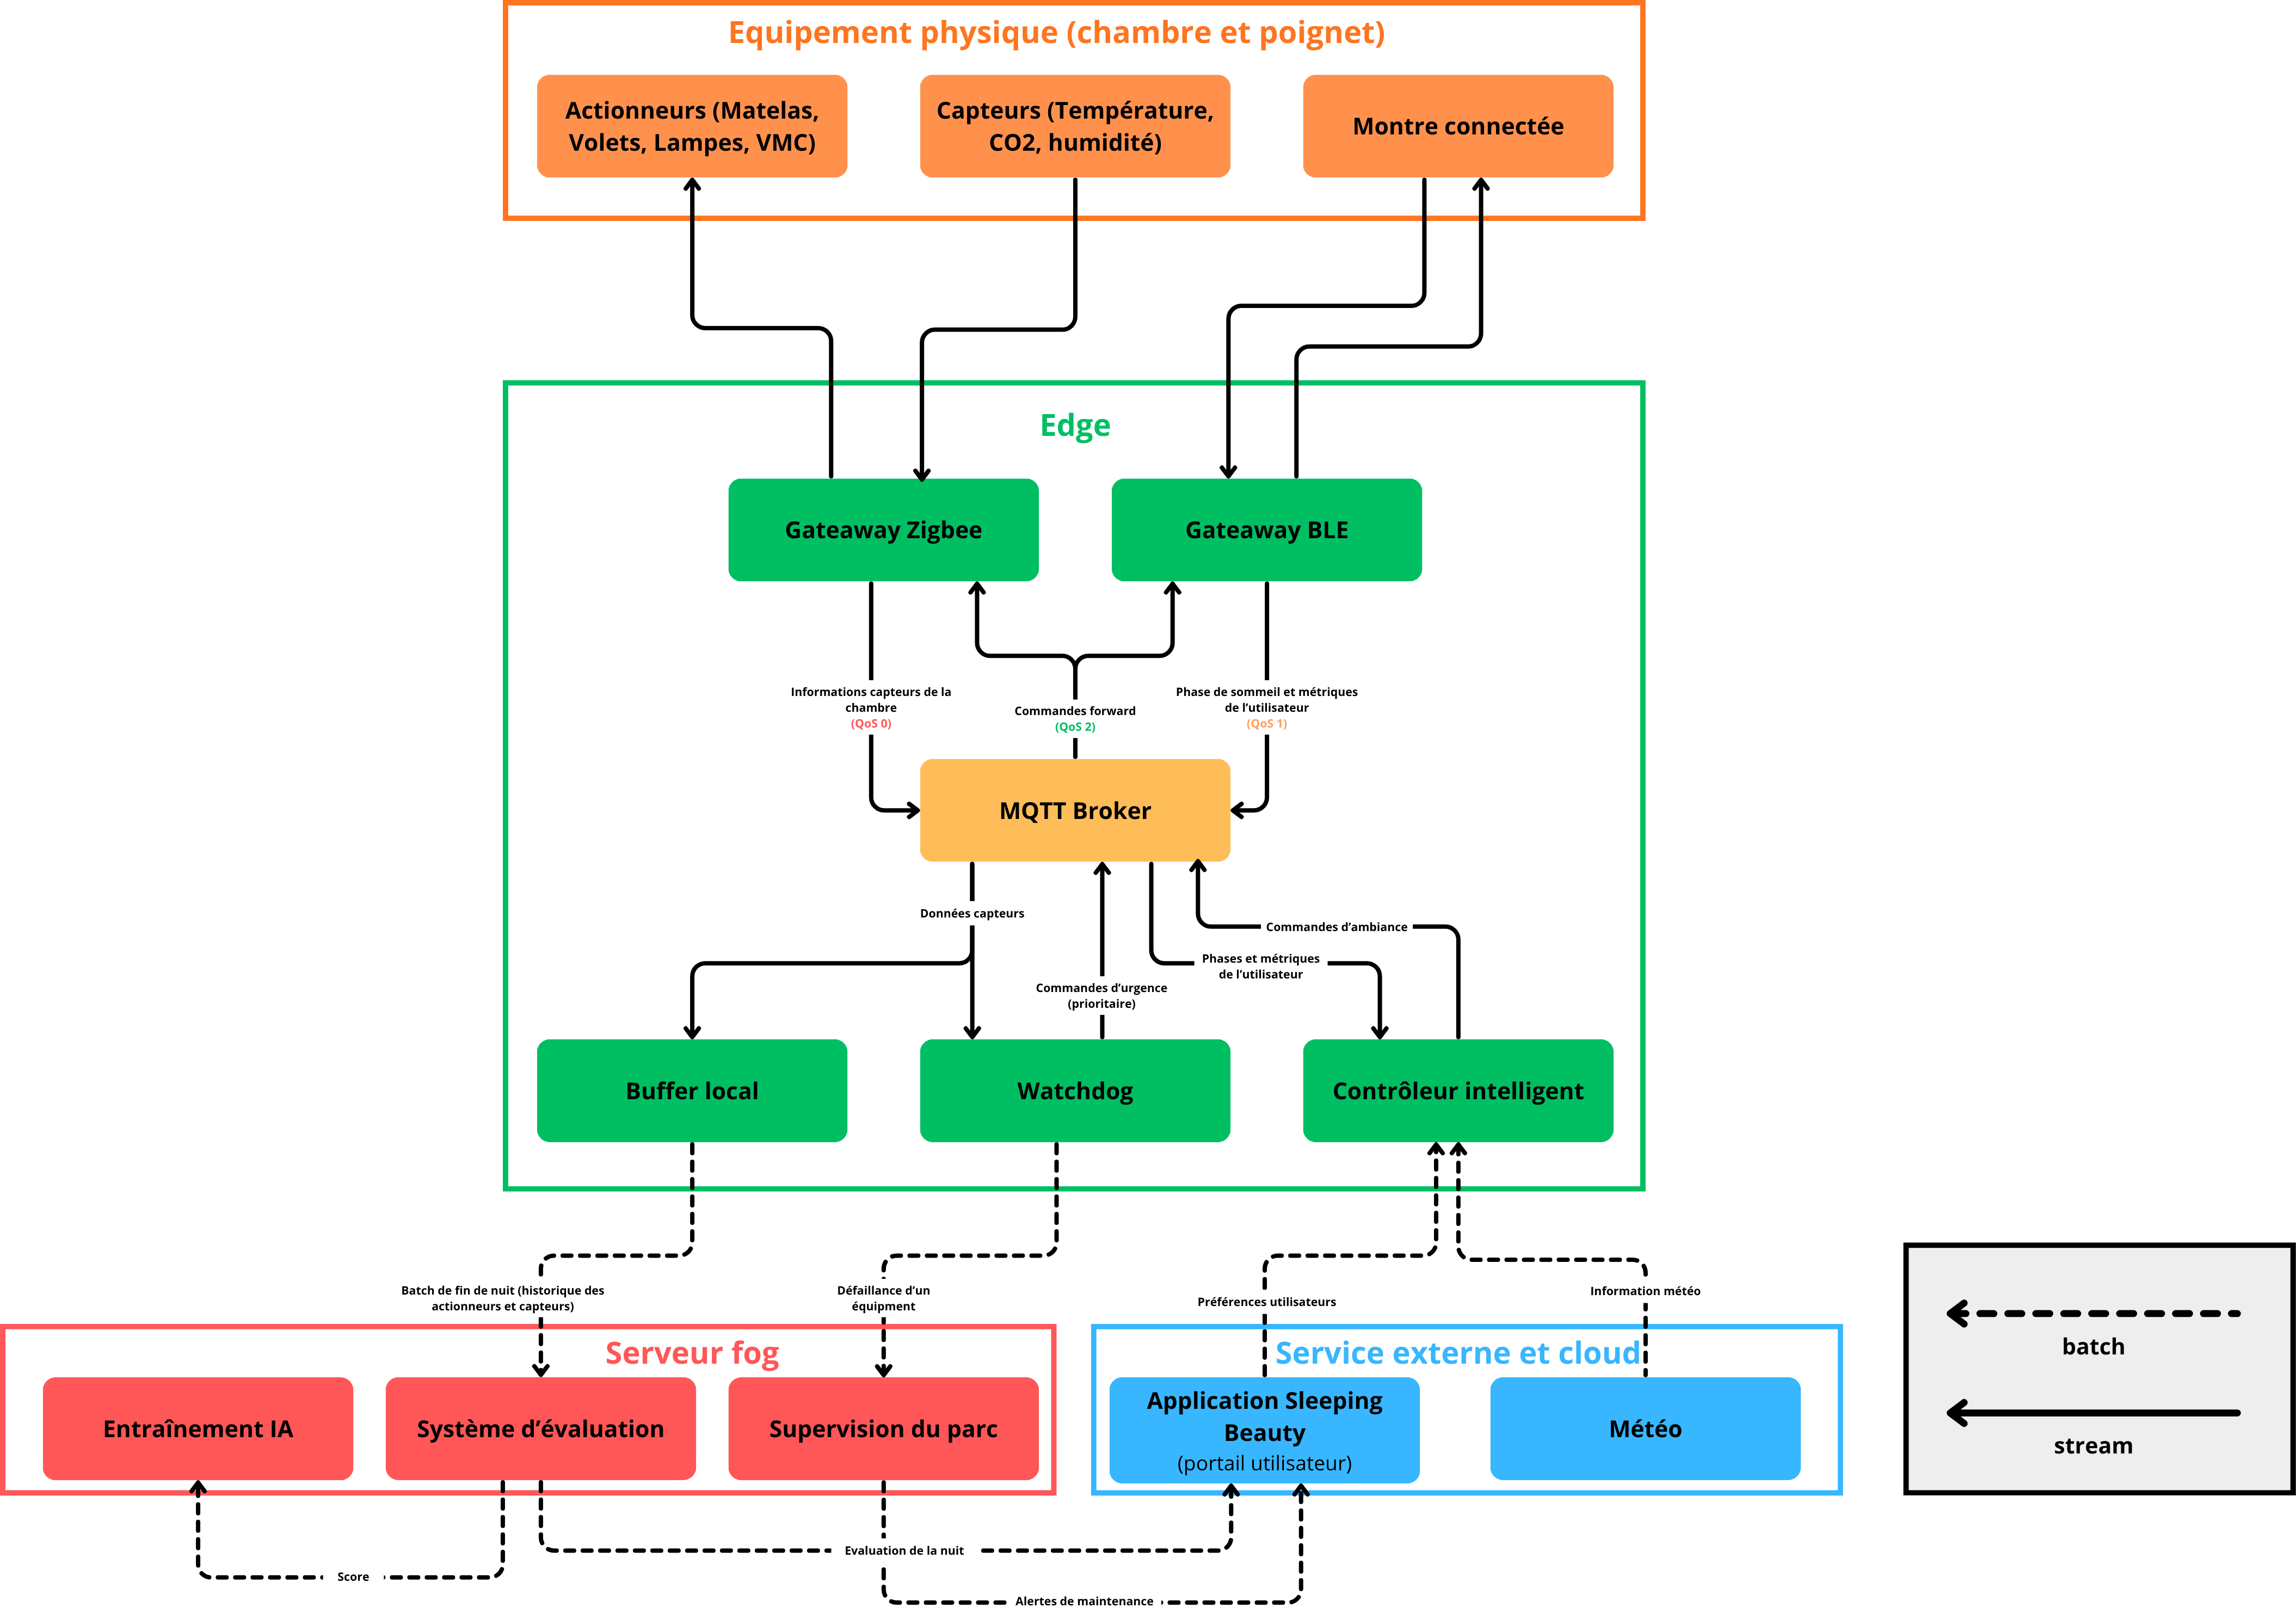 Equipement physique (chambre et poignet)
Actionneurs (Matelas,
Volets, Lampes, VMC)
Capteurs (Température,
CO2, humidité)
Montre connectée
Edge
Gateaway Zigbee
Gateaway BLE
Informations capteurs de la
chambre
(QoS 0)
Commandes forward
(QoS 2)
Phase de sommeil et métriques
de l’utilisateur
(QoS 1)
MQTT Broker
Données capteurs
Commandes d’urgence
(prioritaire)
Commandes d’ambiance
Phases et métriques
de l’utilisateur
Buffer local
Watchdog
Contrôleur intelligent
Batch de fin de nuit (historique des
actionneurs et capteurs)
Défaillance d’un
équipment
Préférences utilisateurs
Information météo
Serveur fog
Entraînement IA
Système d’évaluation
Supervision du parc
Service externe et cloud
Application Sleeping
Beauty
(portail utilisateur)
Météo
batch
stream
Evaluation de la nuit
Score
Alertes de maintenance